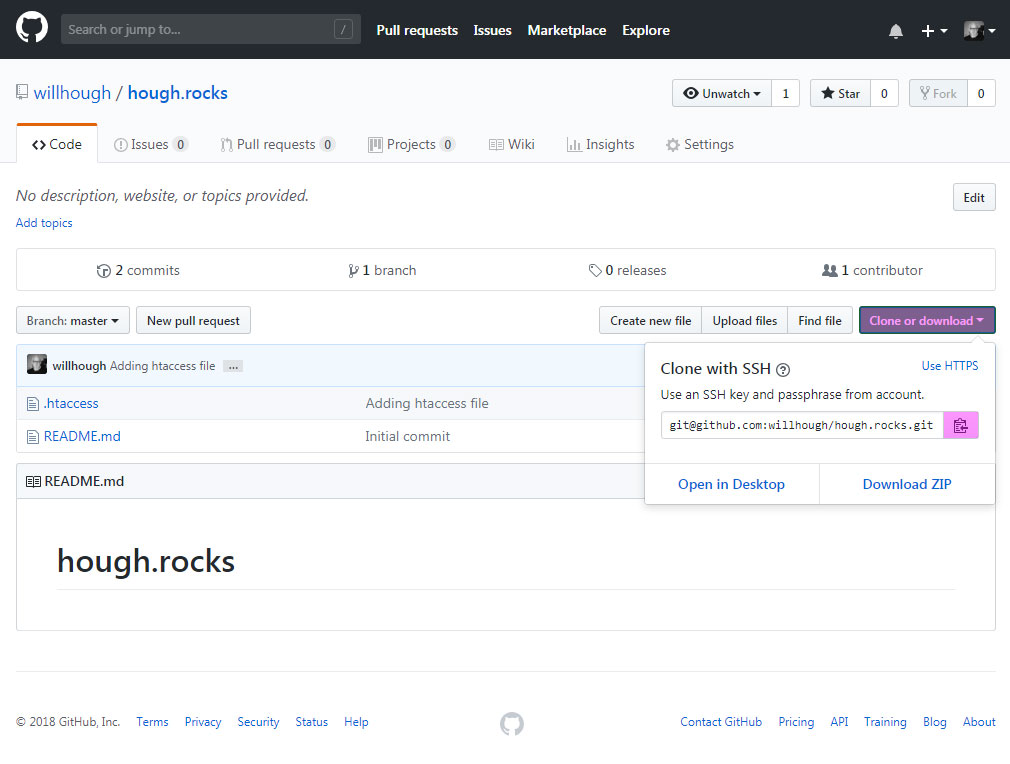 Search or jump to... /
Pull requests Issues Marketplace Explore
willhough / hough.rocks
Unwatch 1 Star 0 Fork 0
Code Issues 0 Pull requests 0 Projects 0 Wiki Insights Settings
No description, website, or topics provided.
Edit
Add topics
2 commits 1 branch 0 releases 1 contributor
Branch: master New pull request Create new file Upload files Find file Clone or download
willhough Adding htaccess file ...
.htaccess Adding htaccess file
README.md Initial commit
Clone with SSH ? Use HTTPS
Use an SSH key and passphrase from account.
git@github.com:willhough/hough.rocks.git
Open in Desktop Download ZIP
README.md
hough.rocks
© 2018 GitHub, Inc. Terms Privacy Security Status Help Contact GitHub Pricing API Training Blog About